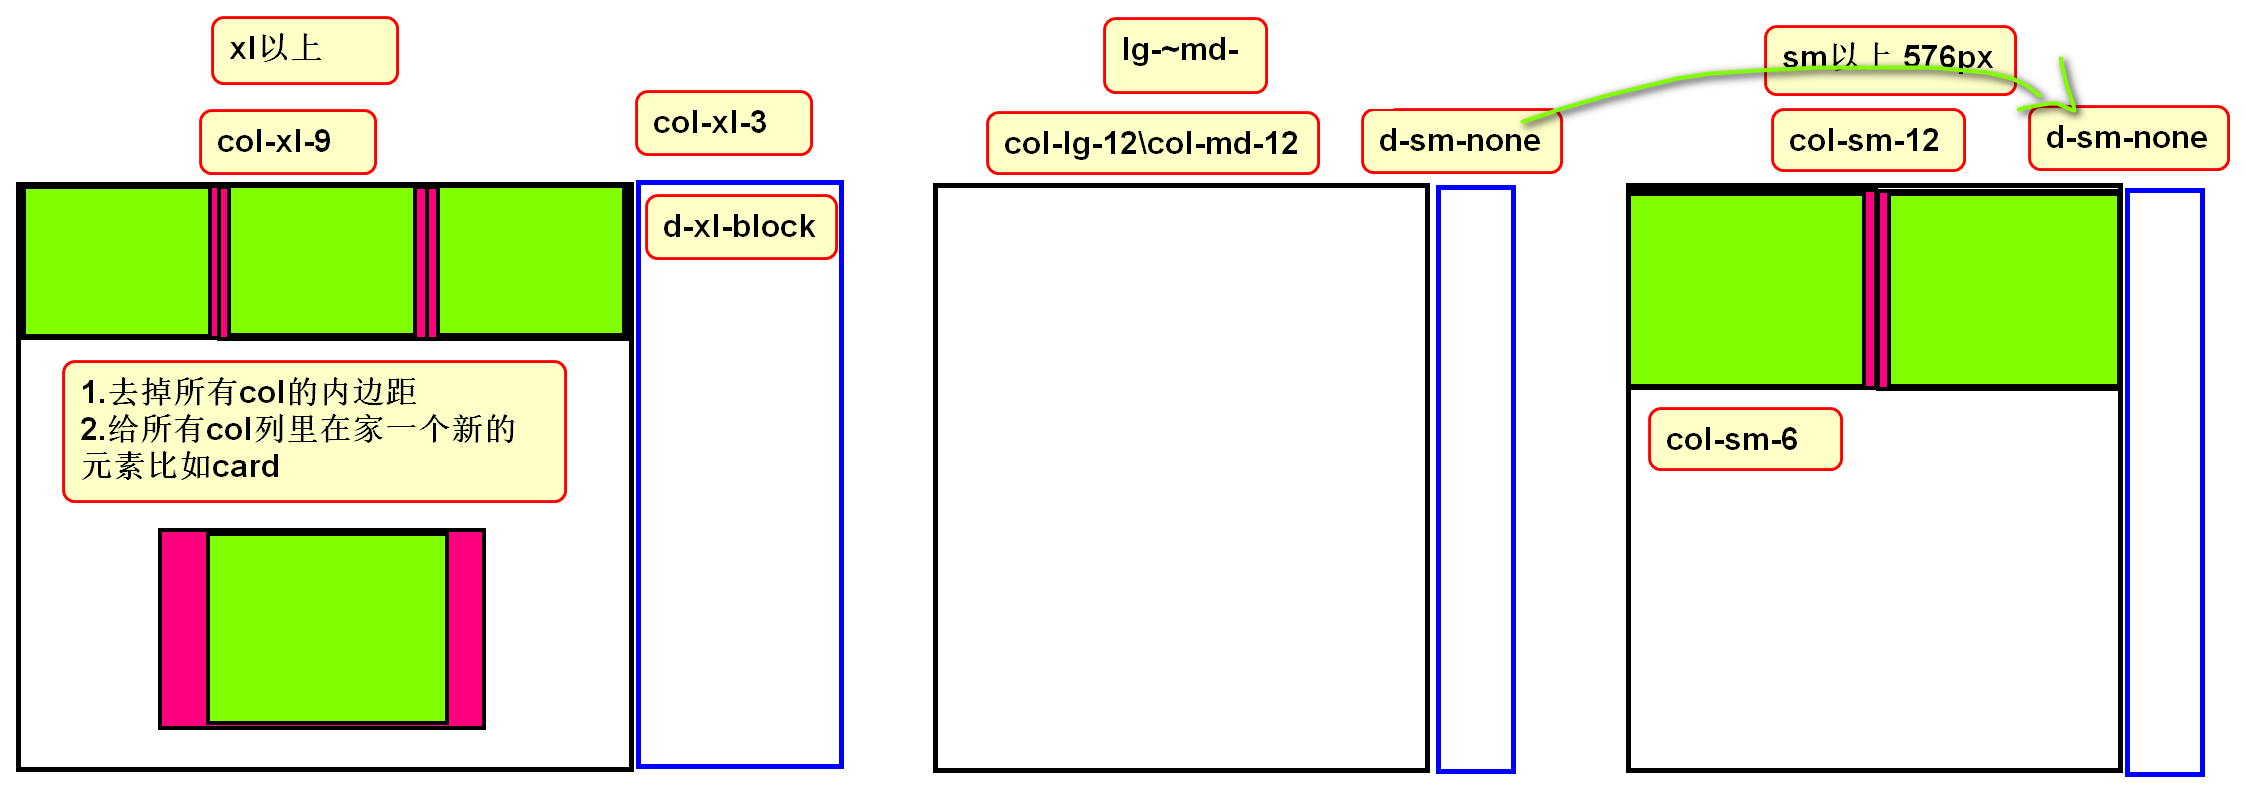 xl以上
col-xl-9
col-xl-3
d-xl-block
1.去掉所有col的内边距
2.给所有col列里在家一个新的
元素比如card
lg-~md-
col-lg-12\col-md-12
d-sm-none
sm以上 576px
col-sm-12
d-sm-none
col-sm-6